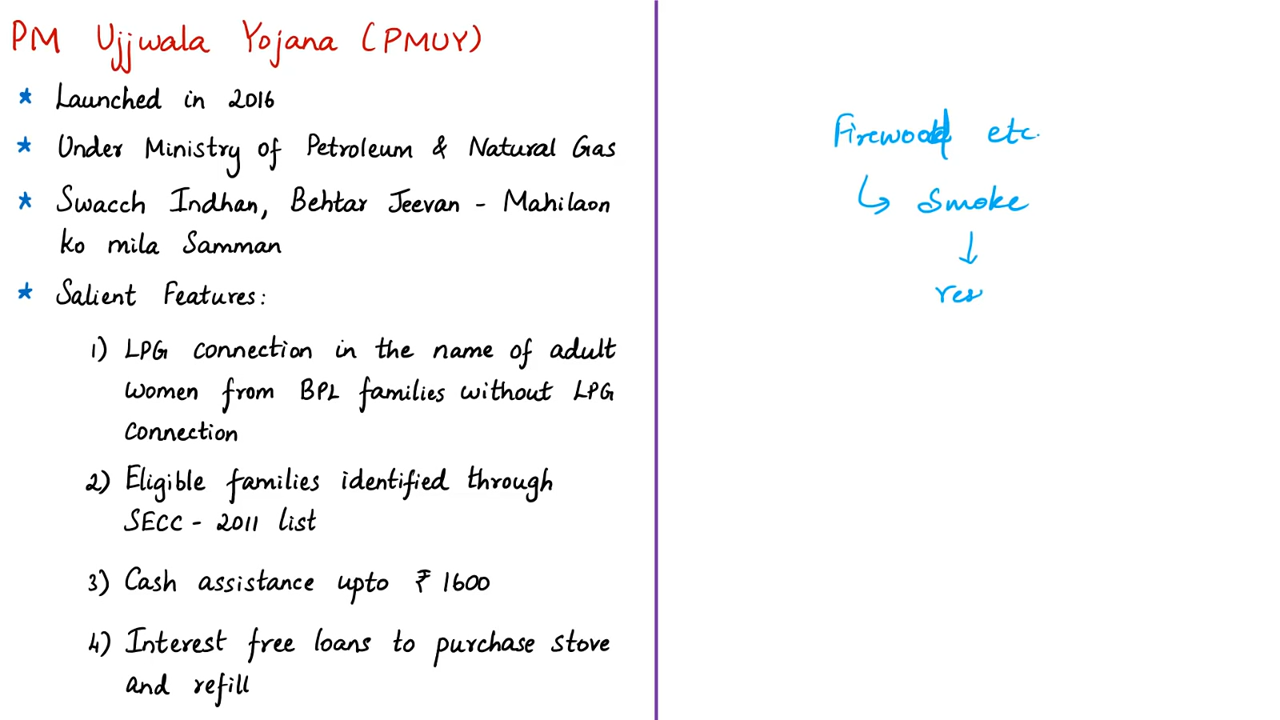 PM Ujjwala Yojana (PMUY)
* Launched in 2016
* Under Ministry of Petroleum & Natural Gas
* Swacch Indhan, Behtar Jeevan - Mahilaon
ko mila Samman
* Salient Features:
1) LPG connection in the name of adult
women from BPL families without LPG
connection
2) Eligible families identified through
SECC - 2011 list
3) Cash assistance upto ₹ 1600
4) Interest free loans to purchase stove
and refill
Firewood etc.
↳ Smoke
↓
res